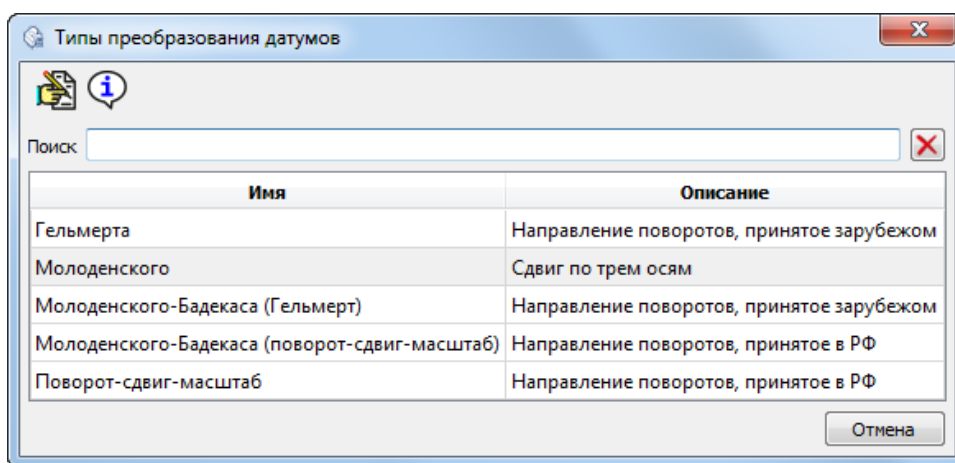 Типы преобразования датумов
Поиск
Имя Описание
Гельмерта Направление поворотов, принятое зарубежом
Молоденского Сдвиг по трем осям
Молоденского-Бадекаса (Гельмерт) Направление поворотов, принятое зарубежом
Молоденского-Бадекаса (поворот-сдвиг-масштаб) Направление поворотов, принятое в РФ
Поворот-сдвиг-масштаб Направление поворотов, принятое в РФ
Отмена